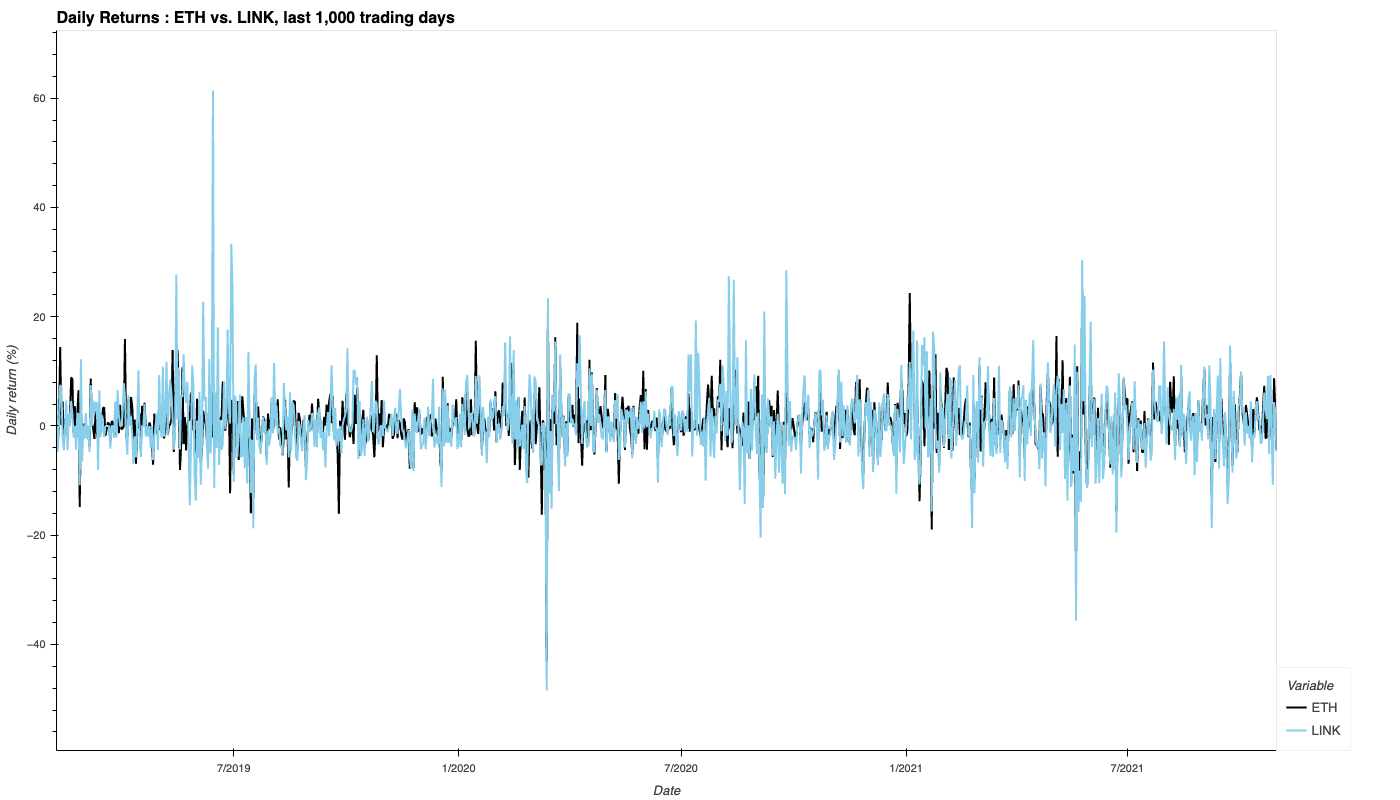 Daily Returns : ETH vs. LINK, last 1,000 trading days
Daily return (%)
60
40
20
0
−20
−40
7/2019
1/2020
7/2020
1/2021
7/2021
Date
Variable
ETH
LINK